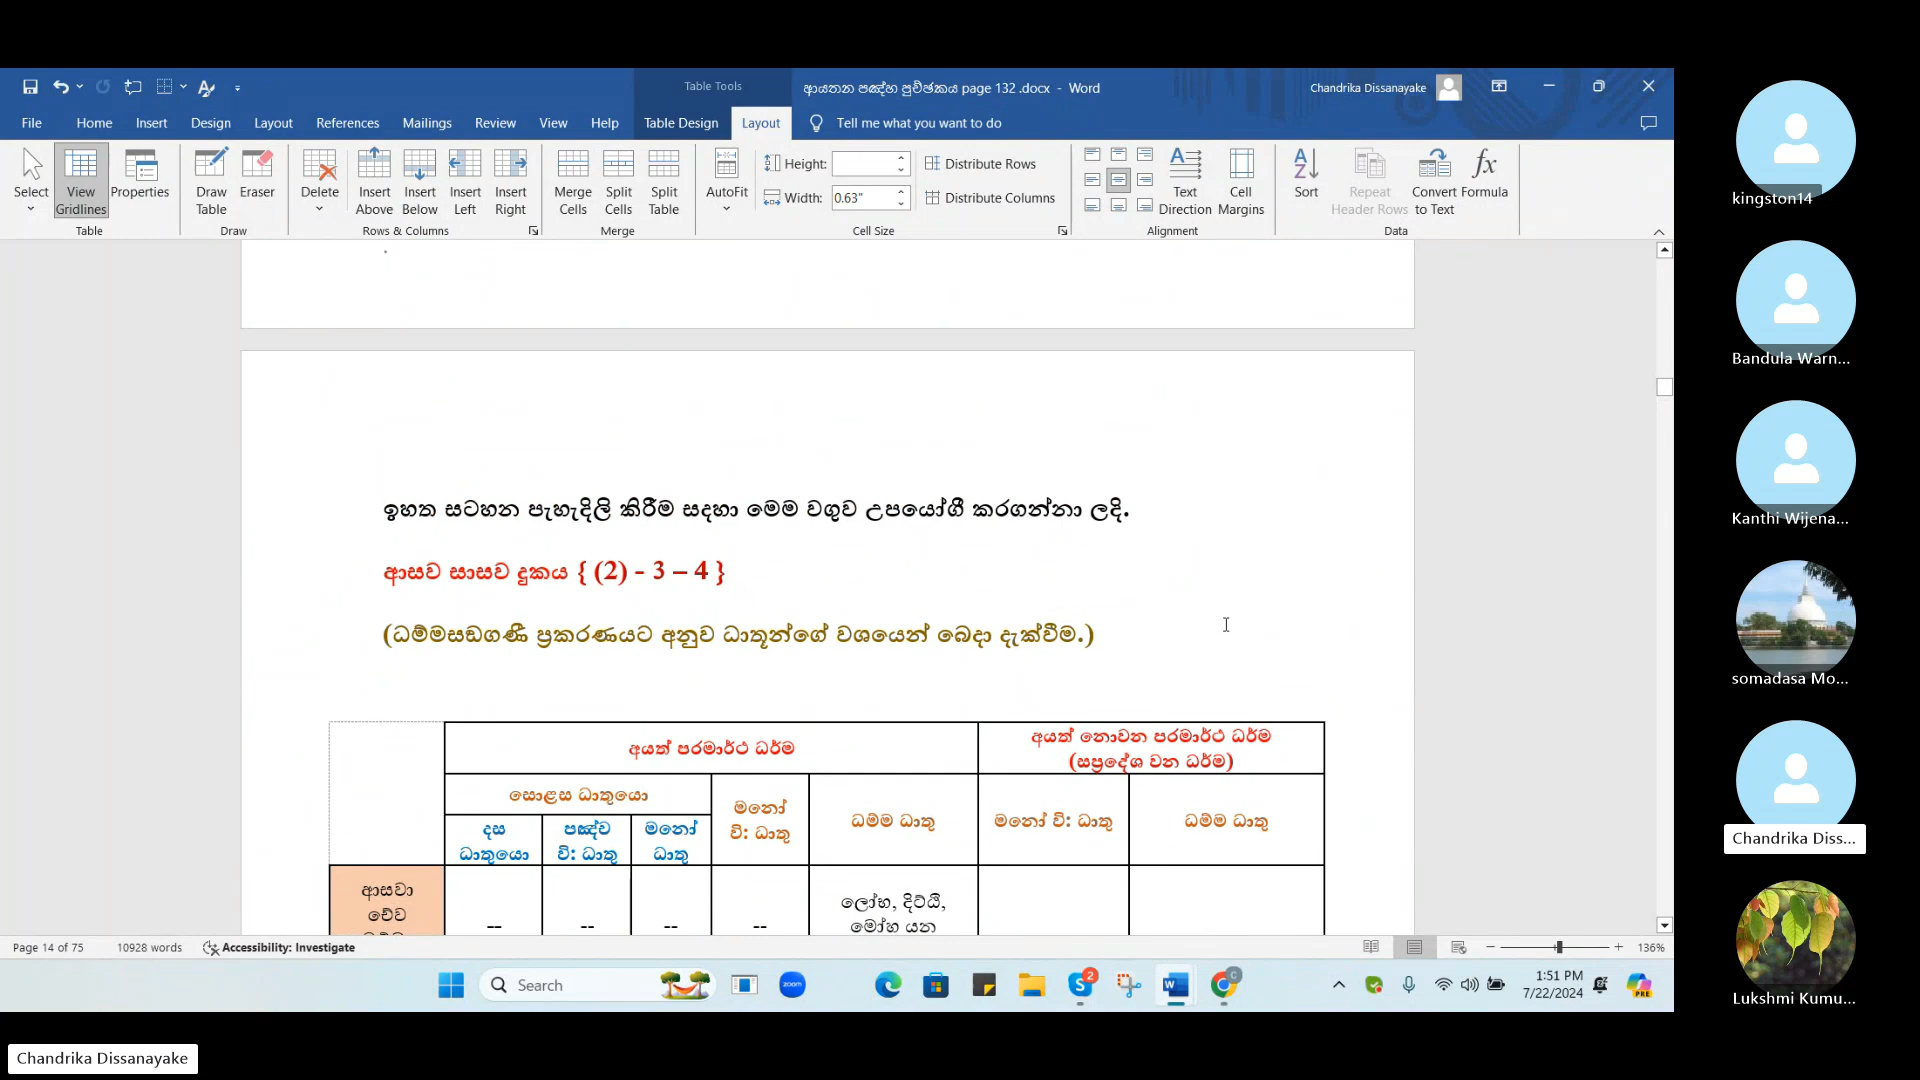 Table Tools
ආයතන පඤ්හ පුච්ඡකය page 132 .docx - Word
Chandrika Dissanayake
File Home Insert Design Layout References Mailings Review View Help Table Design Layout Tell me what you want to do
Select View Gridlines Properties Draw Table Eraser Delete Insert Above Insert Below Insert Left Insert Right Merge Cells Split Cells Split Table AutoFit
Height: Distribute Rows
Width: 0.63" Distribute Columns
Text Direction Cell Margins Sort Repeat Header Rows Convert to Text Formula
Table Draw Rows & Columns Merge Cell Size Alignment Data
ඉහත සටහන පැහැදිලි කිරීම සදහා මෙම වගුව උපයෝගී කරගන්නා ලදි.
ආසව සාසව දුකය { (2) - 3 – 4 }
(ධම්මසඞගණී ප්‍රකරණයට අනුව ධාතූන්ගේ වශයෙන් බෙදා දැක්වීම.)
අයත් පරමාර්ථ ධර්ම
අයත් නොවන පරමාර්ථ ධර්ම
(සප්‍රදේශ වන ධර්ම)
සොළස ධාතුයො
මනෝ
වි: ධාතු
ධම්ම ධාතු
මනෝ වි: ධාතු
ධම්ම ධාතු
දස
ධාතුයො
පඤ්ච
වි: ධාතු
මනෝ
ධාතු
ආසවා
චේව
-- -- -- --
ලෝභ, දිට්ඨි,
මෝහ යන
Page 14 of 75 10928 words Accessibility: Investigate 136%
Search
zoom
2
C
1:51 PM
7/22/2024
PRE
kingston14
Bandula Warn...
Kanthi Wijena...
somadasa Mo...
Chandrika Diss...
Lukshmi Kumu...
Chandrika Dissanayake